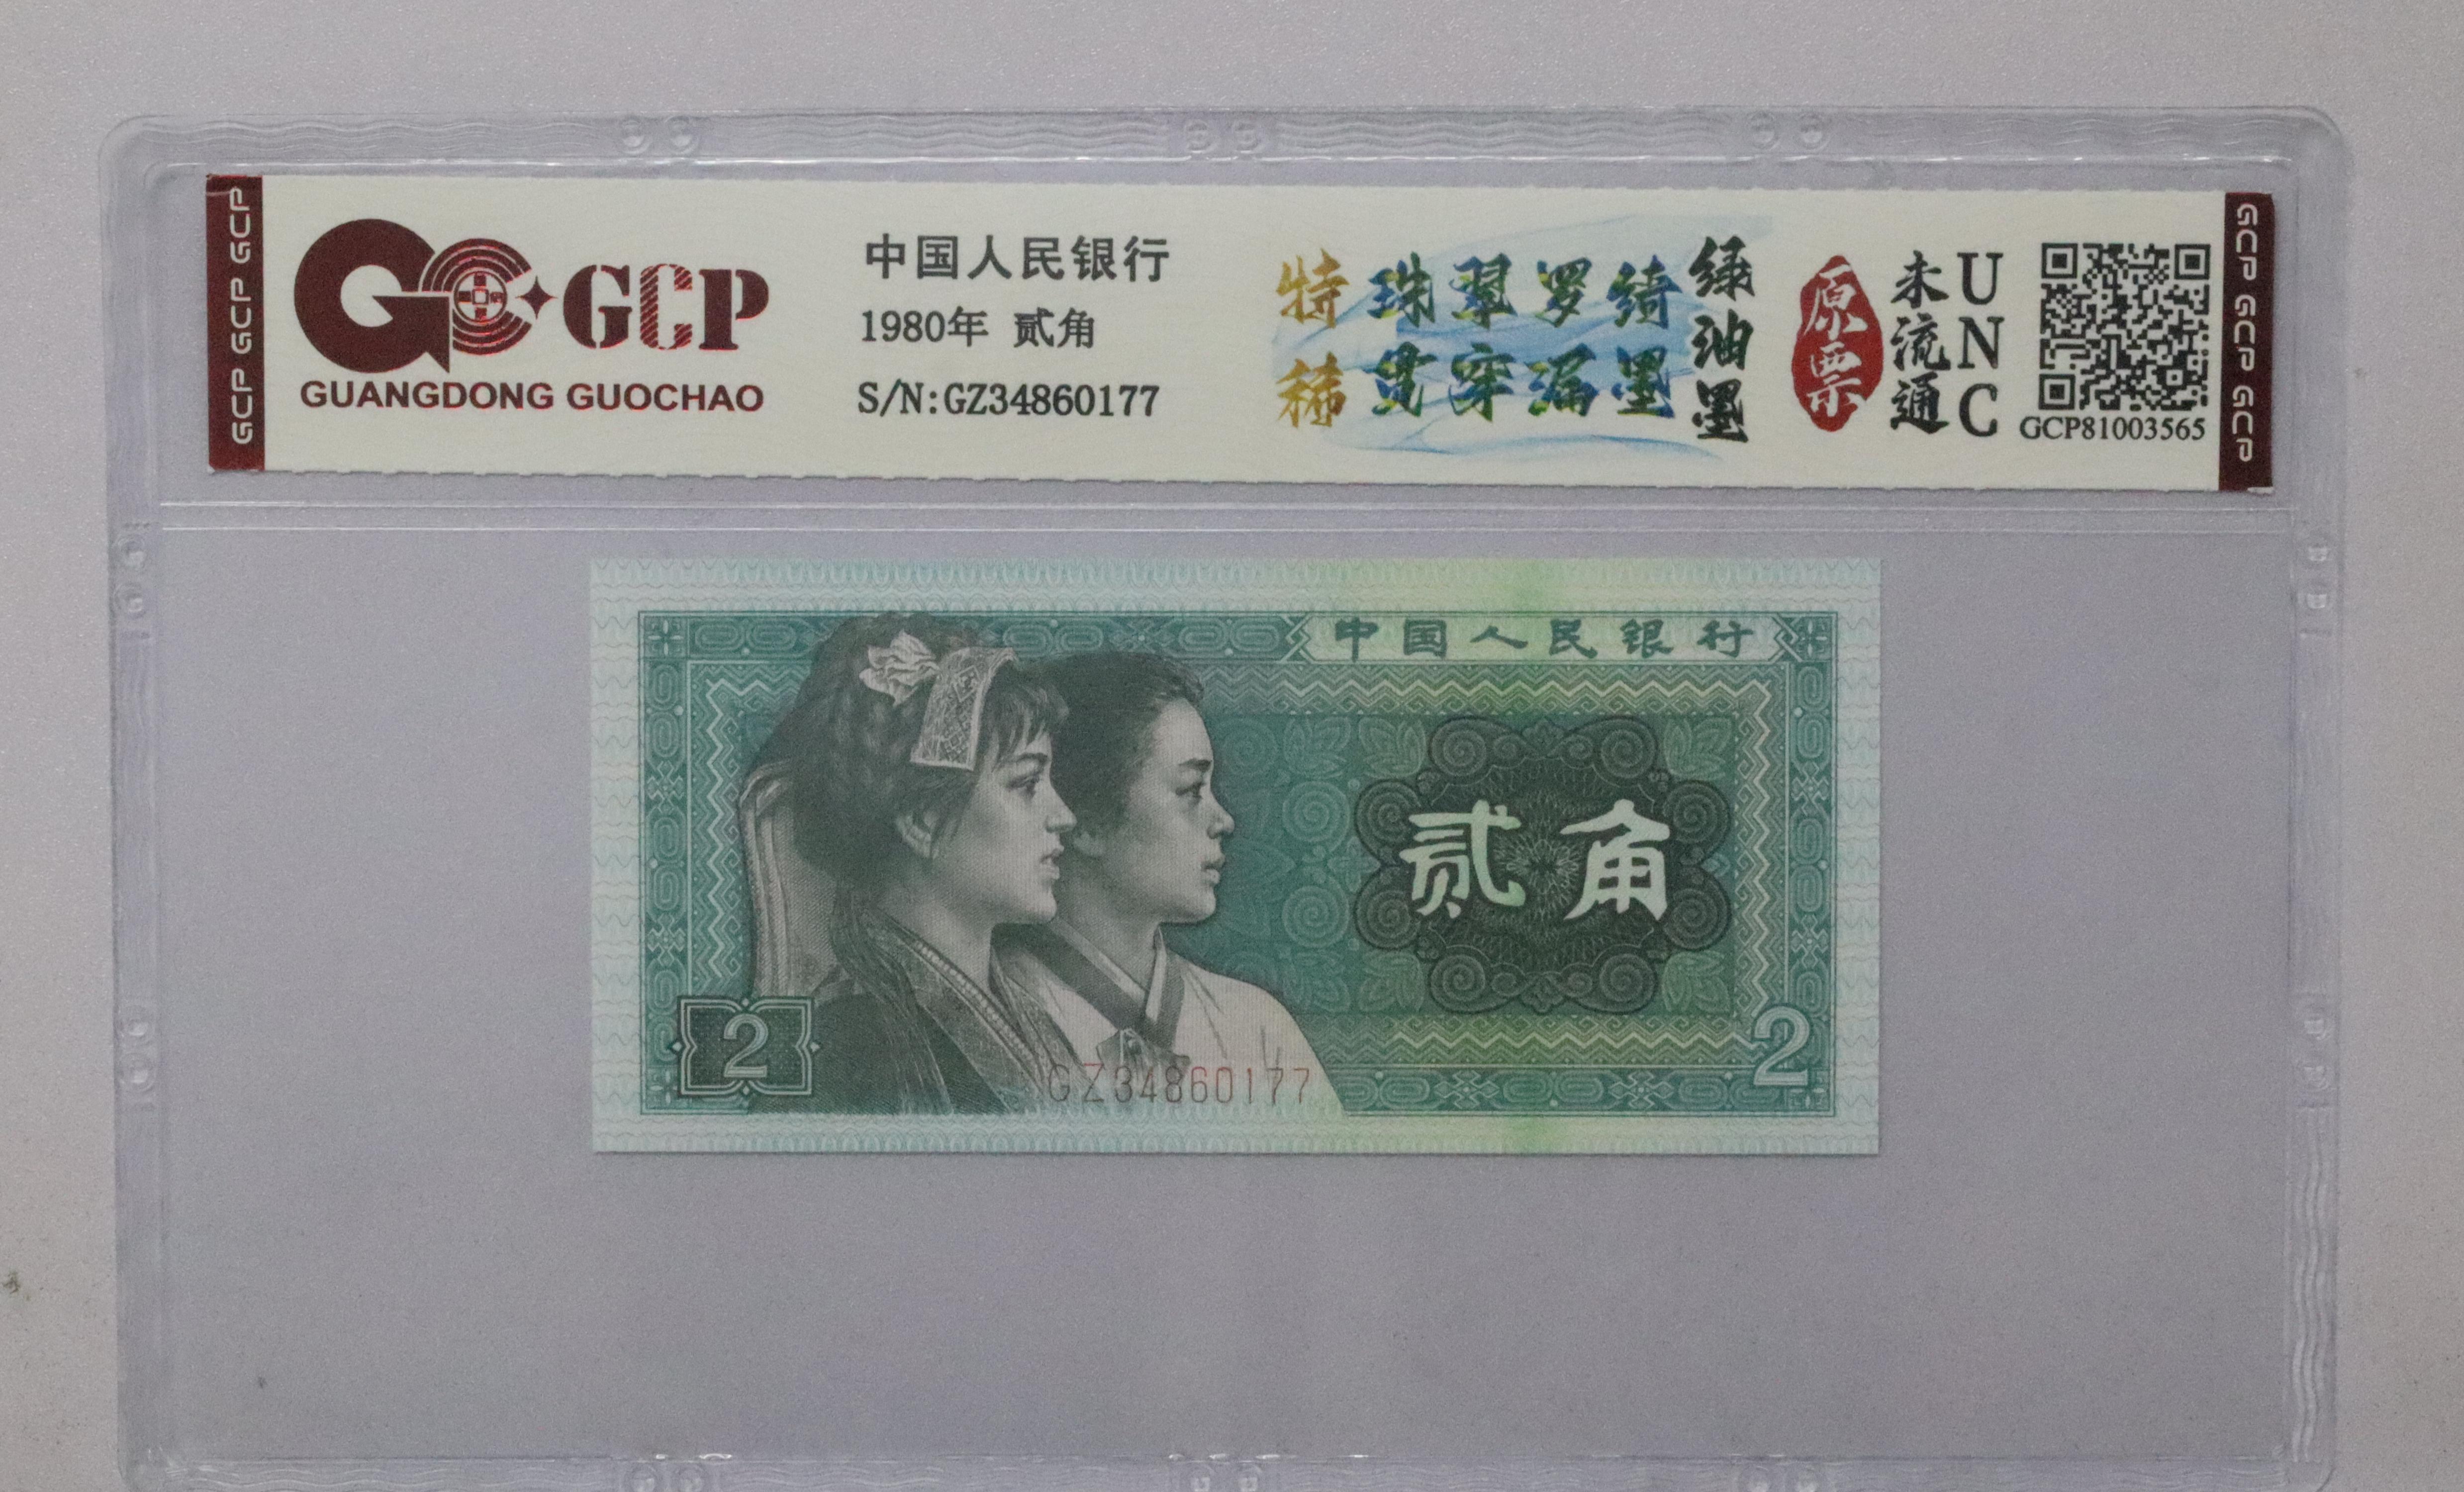 GCP GCP GCP
GCP
GUANGDONG GUOCHAO
中国人民银行
1980年 贰角
S/N:GZ34860177
特稀
珠翠罗绮
贯穿漏墨
绿油墨
原票
未流通
UNC
GCP81003565
GCP GCP GCP
中国人民银行
贰角
2
GZ34860177
2